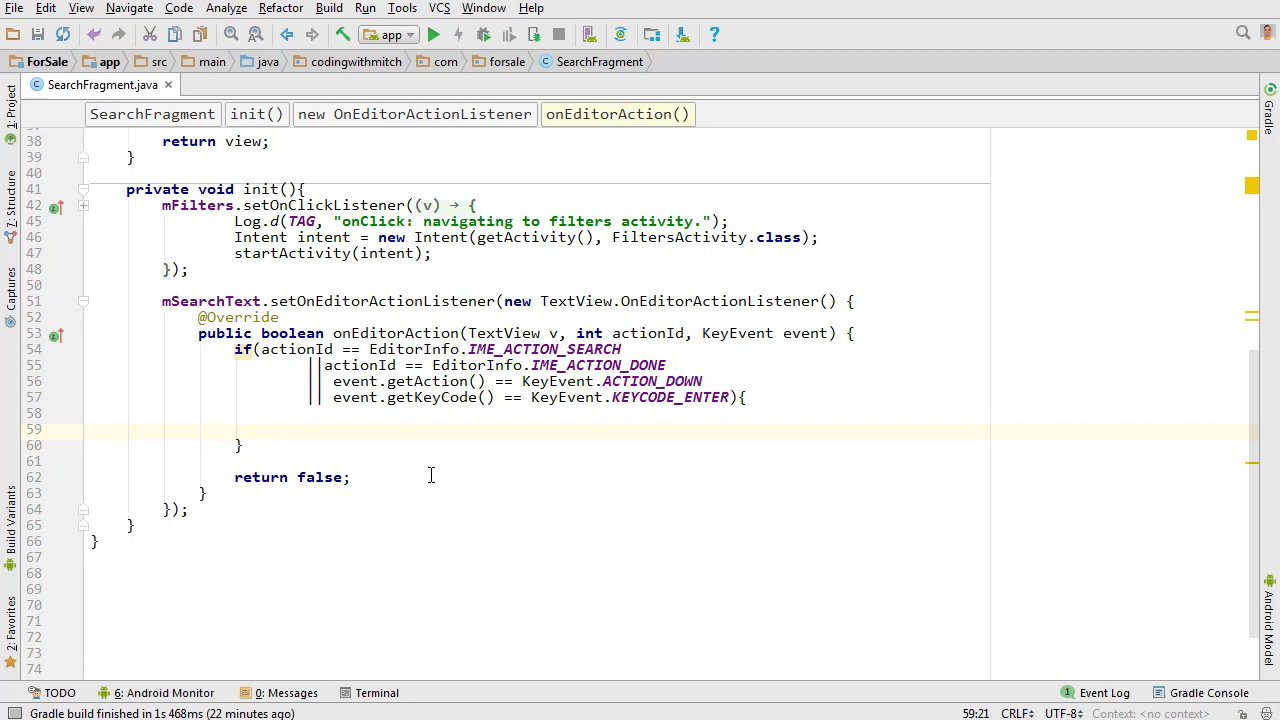 File Edit View Navigate Code Analyze Refactor Build Run Tools VCS Window Help
app
ForSale app src main java codingwithmitch com forsale SearchFragment
SearchFragment.java
SearchFragment init() new OnEditorActionListener onEditorAction()
38 return view;
39 }
40
41 private void init(){
42 mFilters.setOnClickListener((v) → {
45 Log.d(TAG, "onClick: navigating to filters activity.");
46 Intent intent = new Intent(getActivity(), FiltersActivity.class);
47 startActivity(intent);
48 });
50
51 mSearchText.setOnEditorActionListener(new TextView.OnEditorActionListener() {
52 @Override
53 public boolean onEditorAction(TextView v, int actionId, KeyEvent event) {
54 if(actionId == EditorInfo.IME_ACTION_SEARCH
55 ||actionId == EditorInfo.IME_ACTION_DONE
56 || event.getAction() == KeyEvent.ACTION_DOWN
57 || event.getKeyCode() == KeyEvent.KEYCODE_ENTER){
58
59
60 }
61
62 return false;
63 }
64 });
65 }
66 }
67
68
69
70
71
72
73
74
1: Project
7: Structure
Captures
Build Variants
2: Favorites
Gradle
Android Model
TODO 6: Android Monitor 0: Messages Terminal Event Log Gradle Console
Gradle build finished in 1s 468ms (22 minutes ago) 59:21 CRLF UTF-8 Context: <no context>